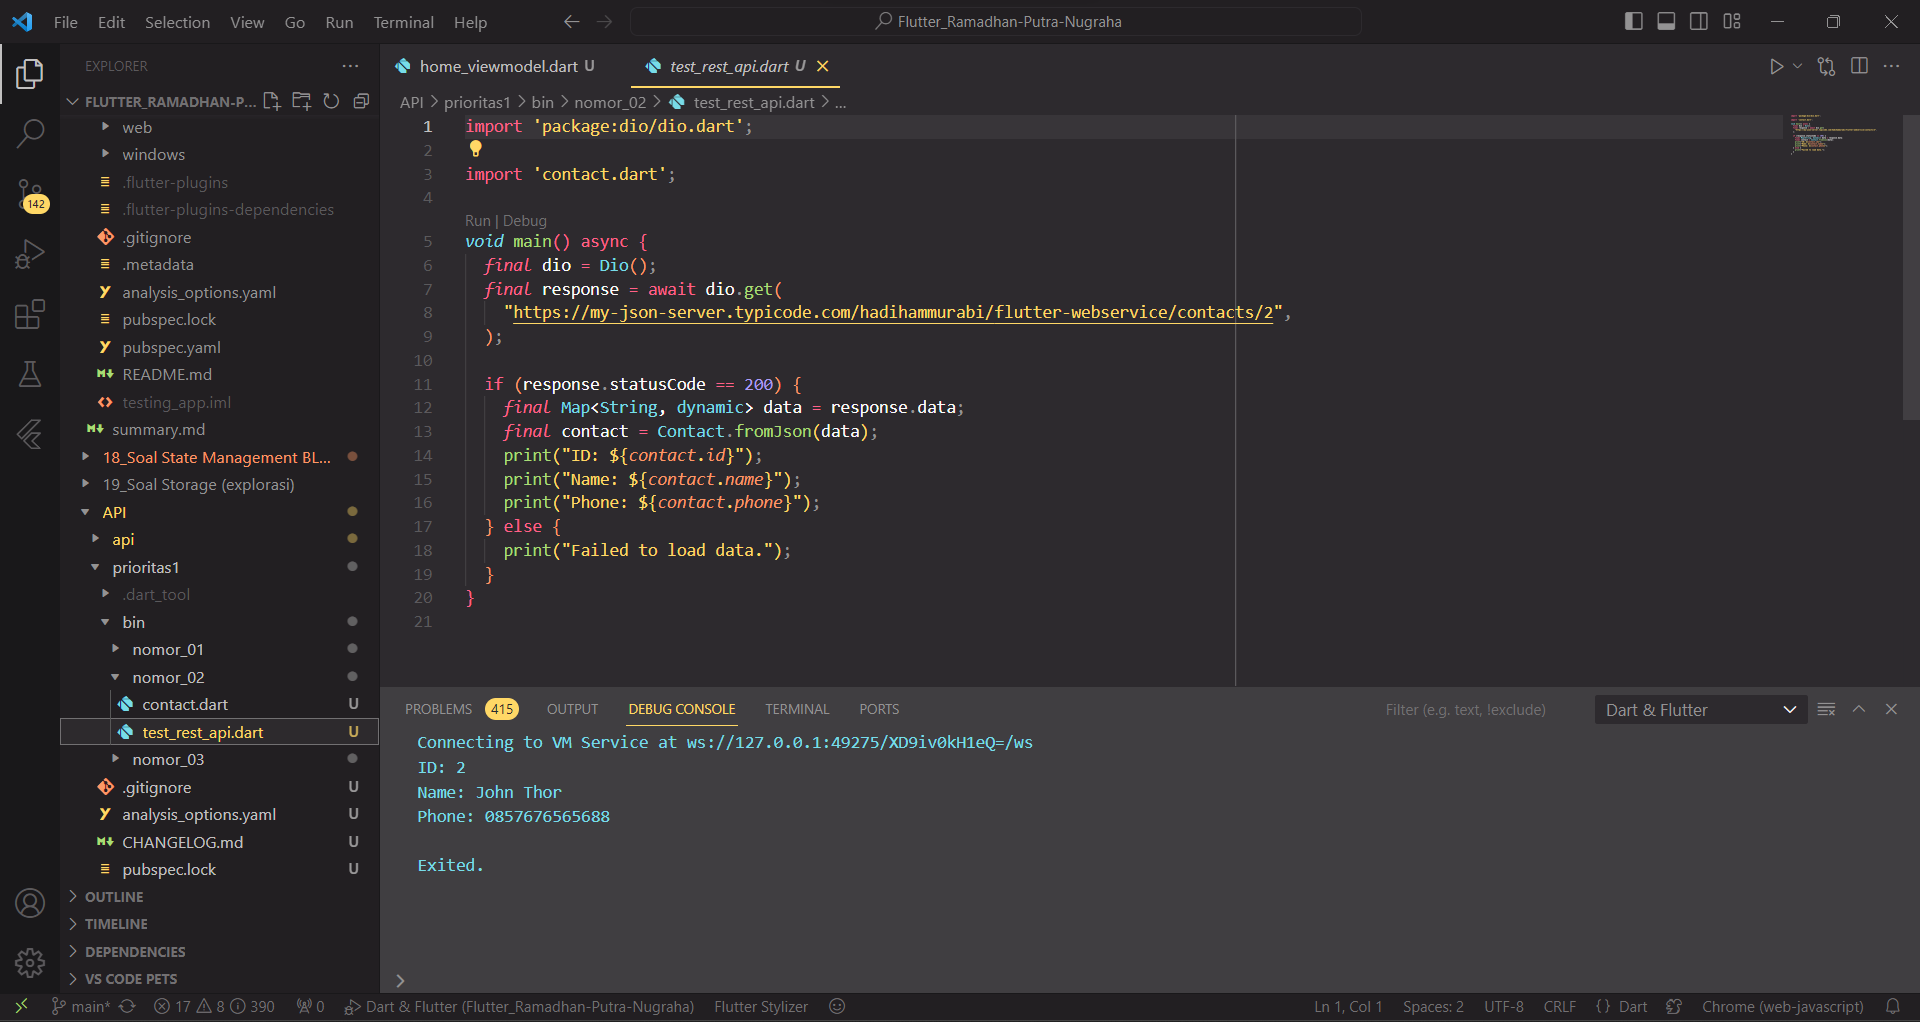 File Edit Selection View Go Run Terminal Help
Flutter_Ramadhan-Putra-Nugraha
EXPLORER
FLUTTER_RAMADHAN-P...
web
windows
.flutter-plugins
.flutter-plugins-dependencies
.gitignore
.metadata
analysis_options.yaml
pubspec.lock
pubspec.yaml
README.md
testing_app.iml
summary.md
18_Soal State Management BL...
19_Soal Storage (explorasi)
API
api
prioritas1
.dart_tool
bin
nomor_01
nomor_02
contact.dart U
test_rest_api.dart U
nomor_03
.gitignore U
analysis_options.yaml U
CHANGELOG.md U
pubspec.lock U
OUTLINE
TIMELINE
DEPENDENCIES
VS CODE PETS
142
home_viewmodel.dart U
test_rest_api.dart U
API > prioritas1 > bin > nomor_02 > test_rest_api.dart > ...
1 import 'package:dio/dio.dart';
2
3 import 'contact.dart';
4
Run | Debug
5 void main() async {
6 final dio = Dio();
7 final response = await dio.get(
8 "https://my-json-server.typicode.com/hadihammurabi/flutter-webservice/contacts/2",
9 );
10
11 if (response.statusCode == 200) {
12 final Map<String, dynamic> data = response.data;
13 final contact = Contact.fromJson(data);
14 print("ID: ${contact.id}");
15 print("Name: ${contact.name}");
16 print("Phone: ${contact.phone}");
17 } else {
18 print("Failed to load data.");
19 }
20 }
21
PROBLEMS 415 OUTPUT DEBUG CONSOLE TERMINAL PORTS
Filter (e.g. text, !exclude)
Dart & Flutter
Connecting to VM Service at ws://127.0.0.1:49275/XD9iv0kH1eQ=/ws
ID: 2
Name: John Thor
Phone: 0857676565688
Exited.
main* 17 8 390 0 Dart & Flutter (Flutter_Ramadhan-Putra-Nugraha) Flutter Stylizer
Ln 1, Col 1 Spaces: 2 UTF-8 CRLF {} Dart Chrome (web-javascript)